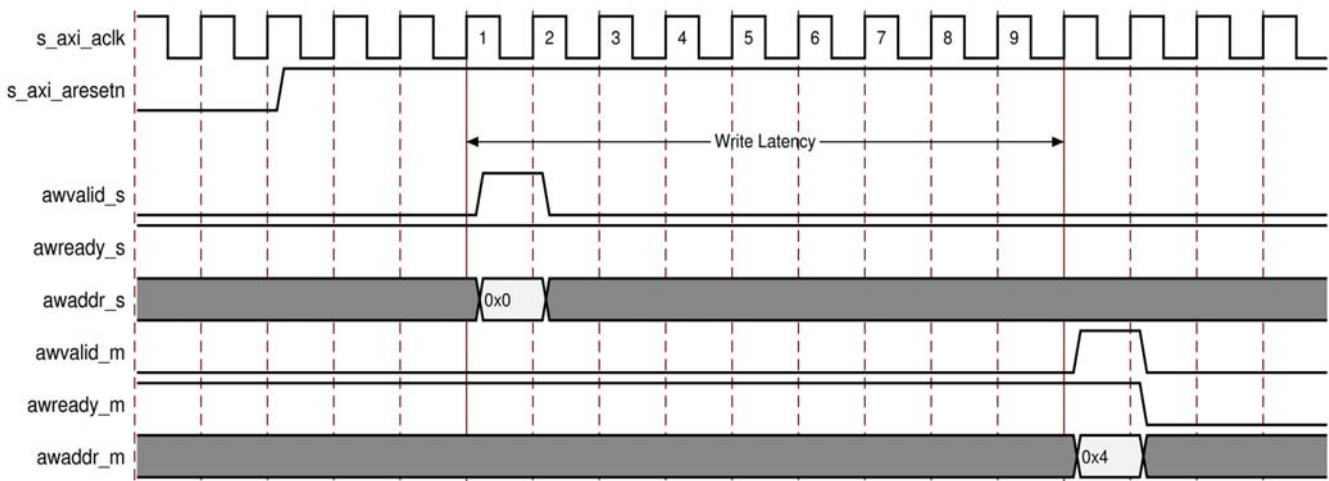 s_axi_aclk 1 2 3 4 5 6 7 8 9
s_axi_aresetn
Write Latency
awvalid_s
awready_s
awaddr_s 0x0
awvalid_m
awready_m
awaddr_m 0x4